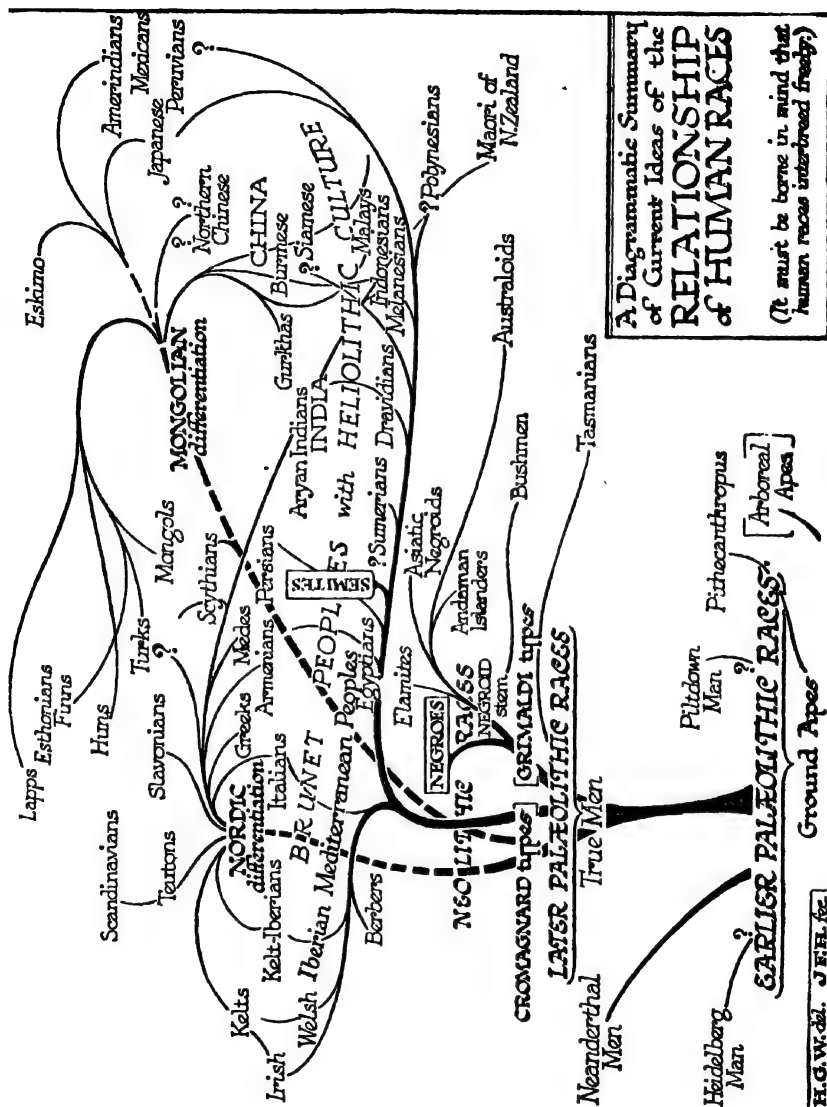 A Diagrammatic Summary
of Current Ideas of the
RELATIONSHIP
of HUMAN RACES
(It must be borne in mind that
human races interbreed freely.)
Lapps
Esthonians
Finns
Huns
Turks
?
Mongols
Eskimo
Amerindians
Mexicans
Peruvians
?
Japanese
? ?
Northern
Chinese
MONGOLIAN
differentiation
CHINA
Burmese
?
Siamese
Gurkhas
Scandinavians
Teutons
Slavonians
Scythians
NORDIC
differentiation
Greeks
Medes
Armenians
Persians
Italians
Aryan Indians
INDIA
Kelts
Irish
Welsh
Kelt-Iberians
Iberian
Mediterranean Peoples
BRUNET PEOPLES with HELIOLITHIC CULTURE
Egyptians
SEMITES
?Sumerians
Dravidians
Malays
Indonesians
Melanesians
?Polynesians
Maori of
N. Zealand
Berbers
Elamites
Asiatic
Negroids
Andaman
Islanders
Australoids
NEOLITHIC RACES
NEGROES
NEGROID
stem
Bushmen
CROMAGNARD types
GRIMALDI types
Tasmanians
LATER PALÆOLITHIC RACES
True Men
Neanderthal
Men
Heidelberg
Man
?
Piltdown
Man
?
Pithecanthropus
?
EARLIER PALÆOLITHIC RACES
Arboreal
Apes
Ground Apes
H.G.W. del. J.F.H. fec.